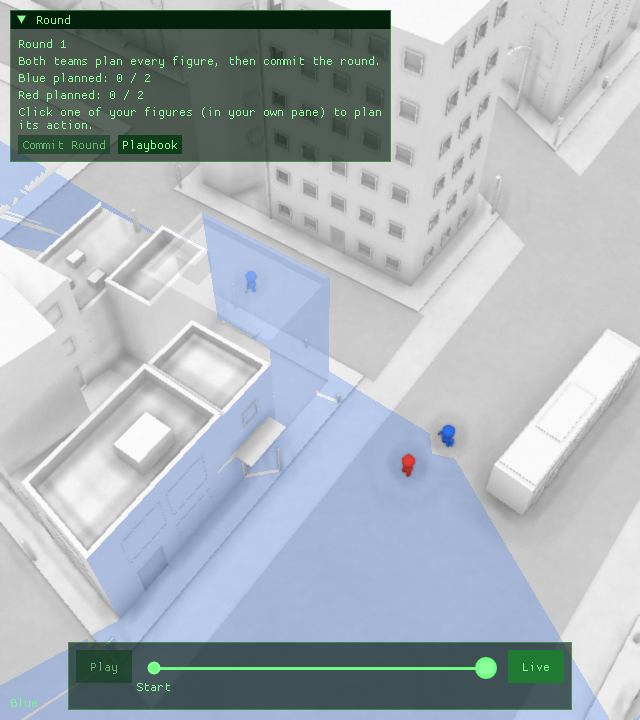 Round
Round 1
Both teams plan every figure, then commit the round.
Blue planned: 0 / 2
Red planned: 0 / 2
Click one of your figures (in your own pane) to plan
its action.
Commit Round
Playbook
Play
Start
Live
Blue